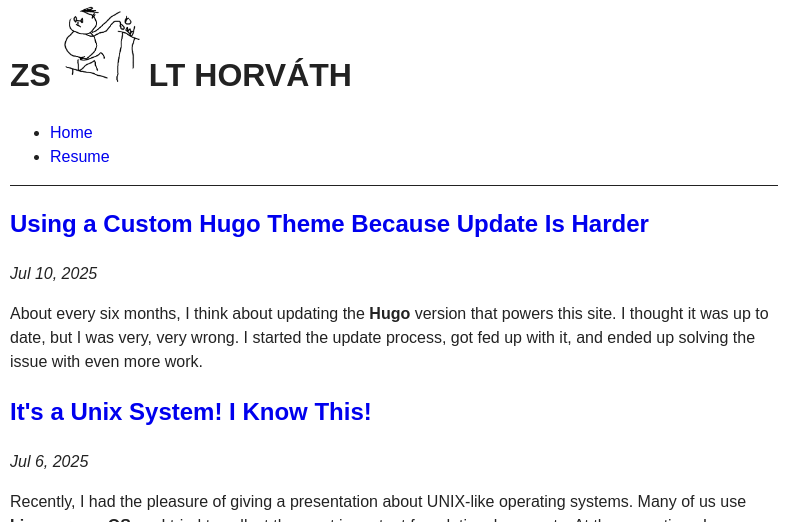 ZS LT HORVÁTH
Home
Resume
Using a Custom Hugo Theme Because Update Is Harder
Jul 10, 2025
About every six months, I think about updating the Hugo version that powers this site. I thought it was up to
date, but I was very, very wrong. I started the update process, got fed up with it, and ended up solving the
issue with even more work.
It's a Unix System! I Know This!
Jul 6, 2025
Recently, I had the pleasure of giving a presentation about UNIX-like operating systems. Many of us use